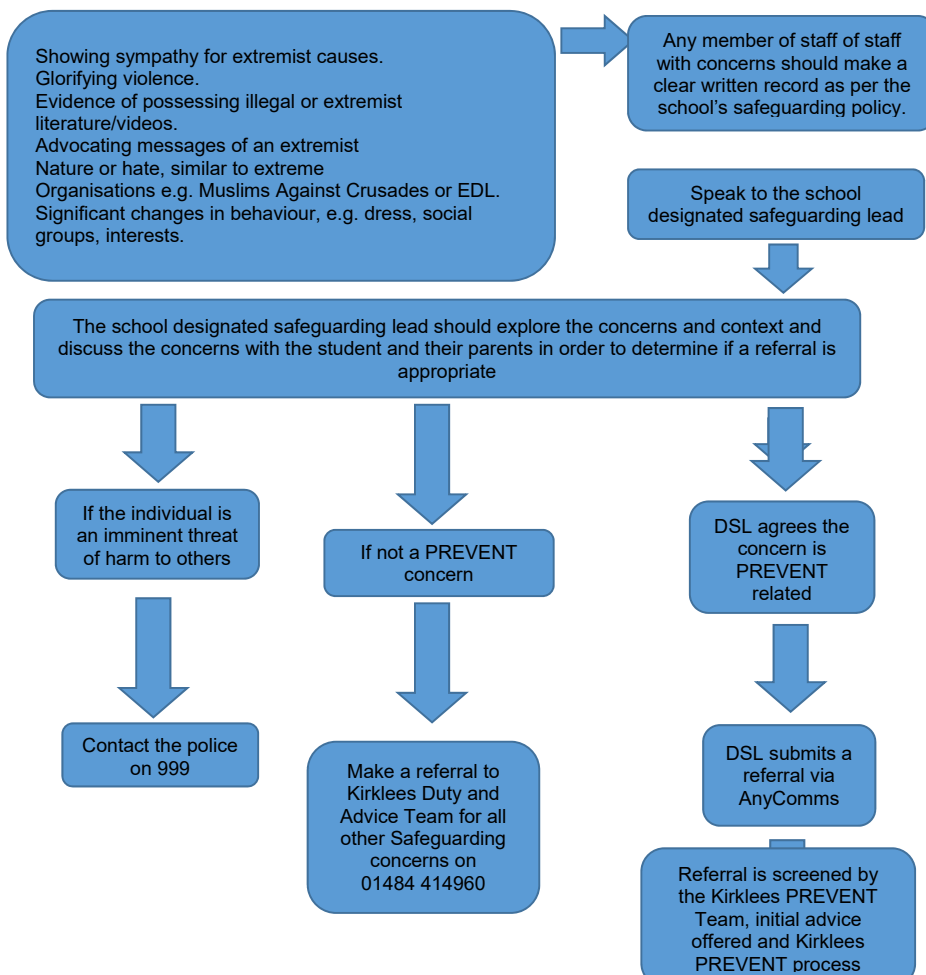 Showing sympathy for extremist causes.
Glorifying violence.
Evidence of possessing illegal or extremist
literature/videos.
Advocating messages of an extremist
Nature or hate, similar to extreme
Organisations e.g. Muslims Against Crusades or EDL.
Significant changes in behaviour, e.g. dress, social
groups, interests.
Any member of staff of staff
with concerns should make a
clear written record as per the
school's safeguarding policy.
Speak to the school
designated safeguarding lead
The school designated safeguarding lead should explore the concerns and context and
discuss the concerns with the student and their parents in order to determine if a referral is
appropriate
If the individual is
an imminent threat
of harm to others
If not a PREVENT
concern
DSL agrees the
concern is
PREVENT
related
Contact the police
on 999
Make a referral to
Kirklees Duty and
Advice Team for all
other Safeguarding
concerns on
01484 414960
DSL submits a
referral via
AnyComms
Referral is screened by
the Kirklees PREVENT
Team, initial advice
offered and Kirklees
PREVENT process